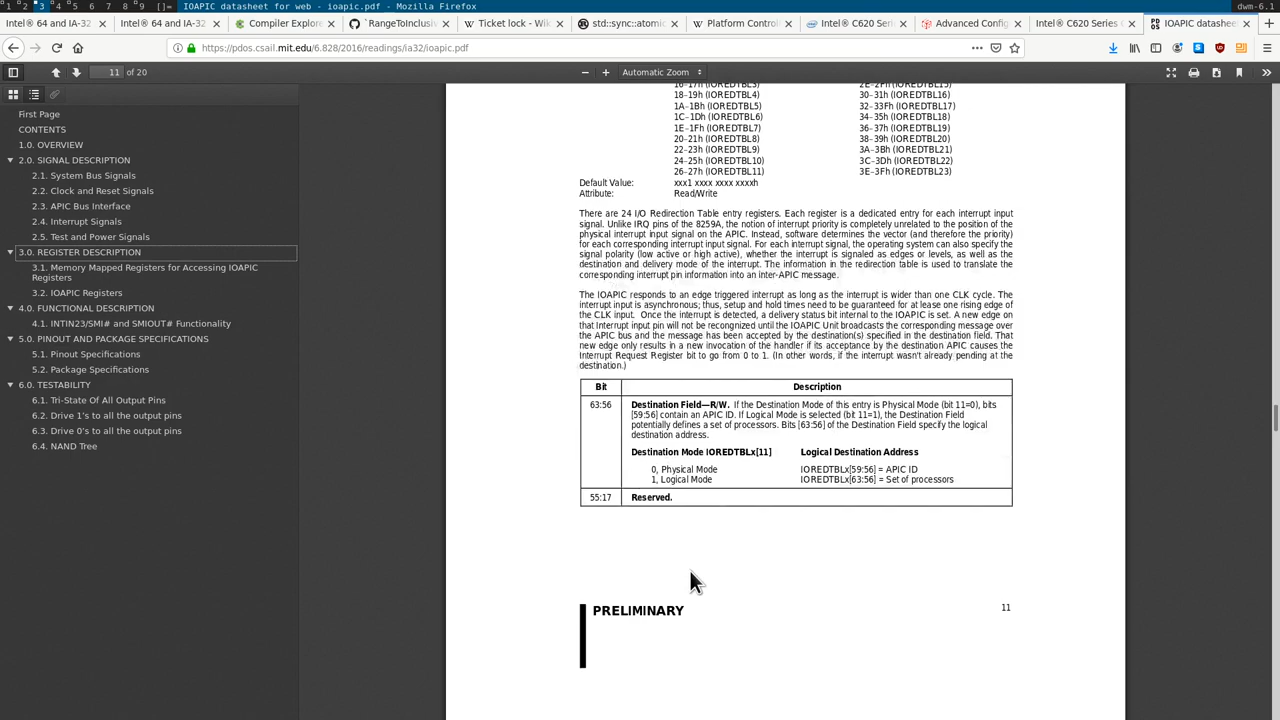 1 2 3 4 5 6 7 8 9 []= IOAPIC datasheet for web - ioapic.pdf - Mozilla Firefox dwm-6.1
Intel® 64 and IA-32 Intel® 64 and IA-32 Compiler Explore `RangeToInclusiv Ticket lock - Wik std::sync::atomic Platform Control Intel® C620 Seri Advanced Config Intel® C620 Series IOAPIC datashee
https://pdos.csail.mit.edu/6.828/2016/readings/ia32/ioapic.pdf
11 of 20 Automatic Zoom
First Page
CONTENTS
1.0. OVERVIEW
2.0. SIGNAL DESCRIPTION
2.1. System Bus Signals
2.2. Clock and Reset Signals
2.3. APIC Bus Interface
2.4. Interrupt Signals
2.5. Test and Power Signals
3.0. REGISTER DESCRIPTION
3.1. Memory Mapped Registers for Accessing IOAPIC
Registers
3.2. IOAPIC Registers
4.0. FUNCTIONAL DESCRIPTION
4.1. INTIN23/SMI# and SMIOUT# Functionality
5.0. PINOUT AND PACKAGE SPECIFICATIONS
5.1. Pinout Specifications
5.2. Package Specifications
6.0. TESTABILITY
6.1. Tri-State Of All Output Pins
6.2. Drive 1's to all the output pins
6.3. Drive 0's to all the output pins
6.4. NAND Tree
16-17h (IOREDTBL3) 2E-2Fh (IOREDTBL15)
18-19h (IOREDTBL4) 30-31h (IOREDTBL16)
1A-1Bh (IOREDTBL5) 32-33Fh (IOREDTBL17)
1C-1Dh (IOREDTBL6) 34-35h (IOREDTBL18)
1E-1Fh (IOREDTBL7) 36-37h (IOREDTBL19)
20-21h (IOREDTBL8) 38-39h (IOREDTBL20)
22-23h (IOREDTBL9) 3A-3Bh (IOREDTBL21)
24-25h (IOREDTBL10) 3C-3Dh (IOREDTBL22)
26-27h (IOREDTBL11) 3E-3Fh (IOREDTBL23)
Default Value: xxx1 xxxx xxxx xxxxh
Attribute: Read/Write
There are 24 I/O Redirection Table entry registers. Each register is a dedicated entry for each interrupt input
signal. Unlike IRQ pins of the 8259A, the notion of interrupt priority is completely unrelated to the position of the
physical interrupt input signal on the APIC. Instead, software determines the vector (and therefore the priority)
for each corresponding interrupt input signal. For each interrupt signal, the operating system can also specify the
signal polarity (low active or high active), whether the interrupt is signaled as edges or levels, as well as the
destination and delivery mode of the interrupt. The information in the redirection table is used to translate the
corresponding interrupt pin information into an inter-APIC message.
The IOAPIC responds to an edge triggered interrupt as long as the interrupt is wider than one CLK cycle. The
interrupt input is asynchronous; thus, setup and hold times need to be guaranteed for at lease one rising edge of
the CLK input. Once the interrupt is detected, a delivery status bit internal to the IOAPIC is set. A new edge on
that Interrupt input pin will not be recongnized until the IOAPIC Unit broadcasts the corresponding message over
the APIC bus and the message has been accepted by the destination(s) specified in the destination field. That
new edge only results in a new invocation of the handler if its acceptance by the destination APIC causes the
Interrupt Request Register bit to go from 0 to 1. (In other words, if the interrupt wasn't already pending at the
destination.)
Bit Description
63:56 Destination Field—R/W. If the Destination Mode of this entry is Physical Mode (bit 11=0), bits
[59:56] contain an APIC ID. If Logical Mode is selected (bit 11=1), the Destination Field
potentially defines a set of processors. Bits [63:56] of the Destination Field specify the logical
destination address.
Destination Mode IOREDTBLx[11] Logical Destination Address
0, Physical Mode IOREDTBLx[59:56] = APIC ID
1, Logical Mode IOREDTBLx[63:56] = Set of processors
55:17 Reserved.
PRELIMINARY 11